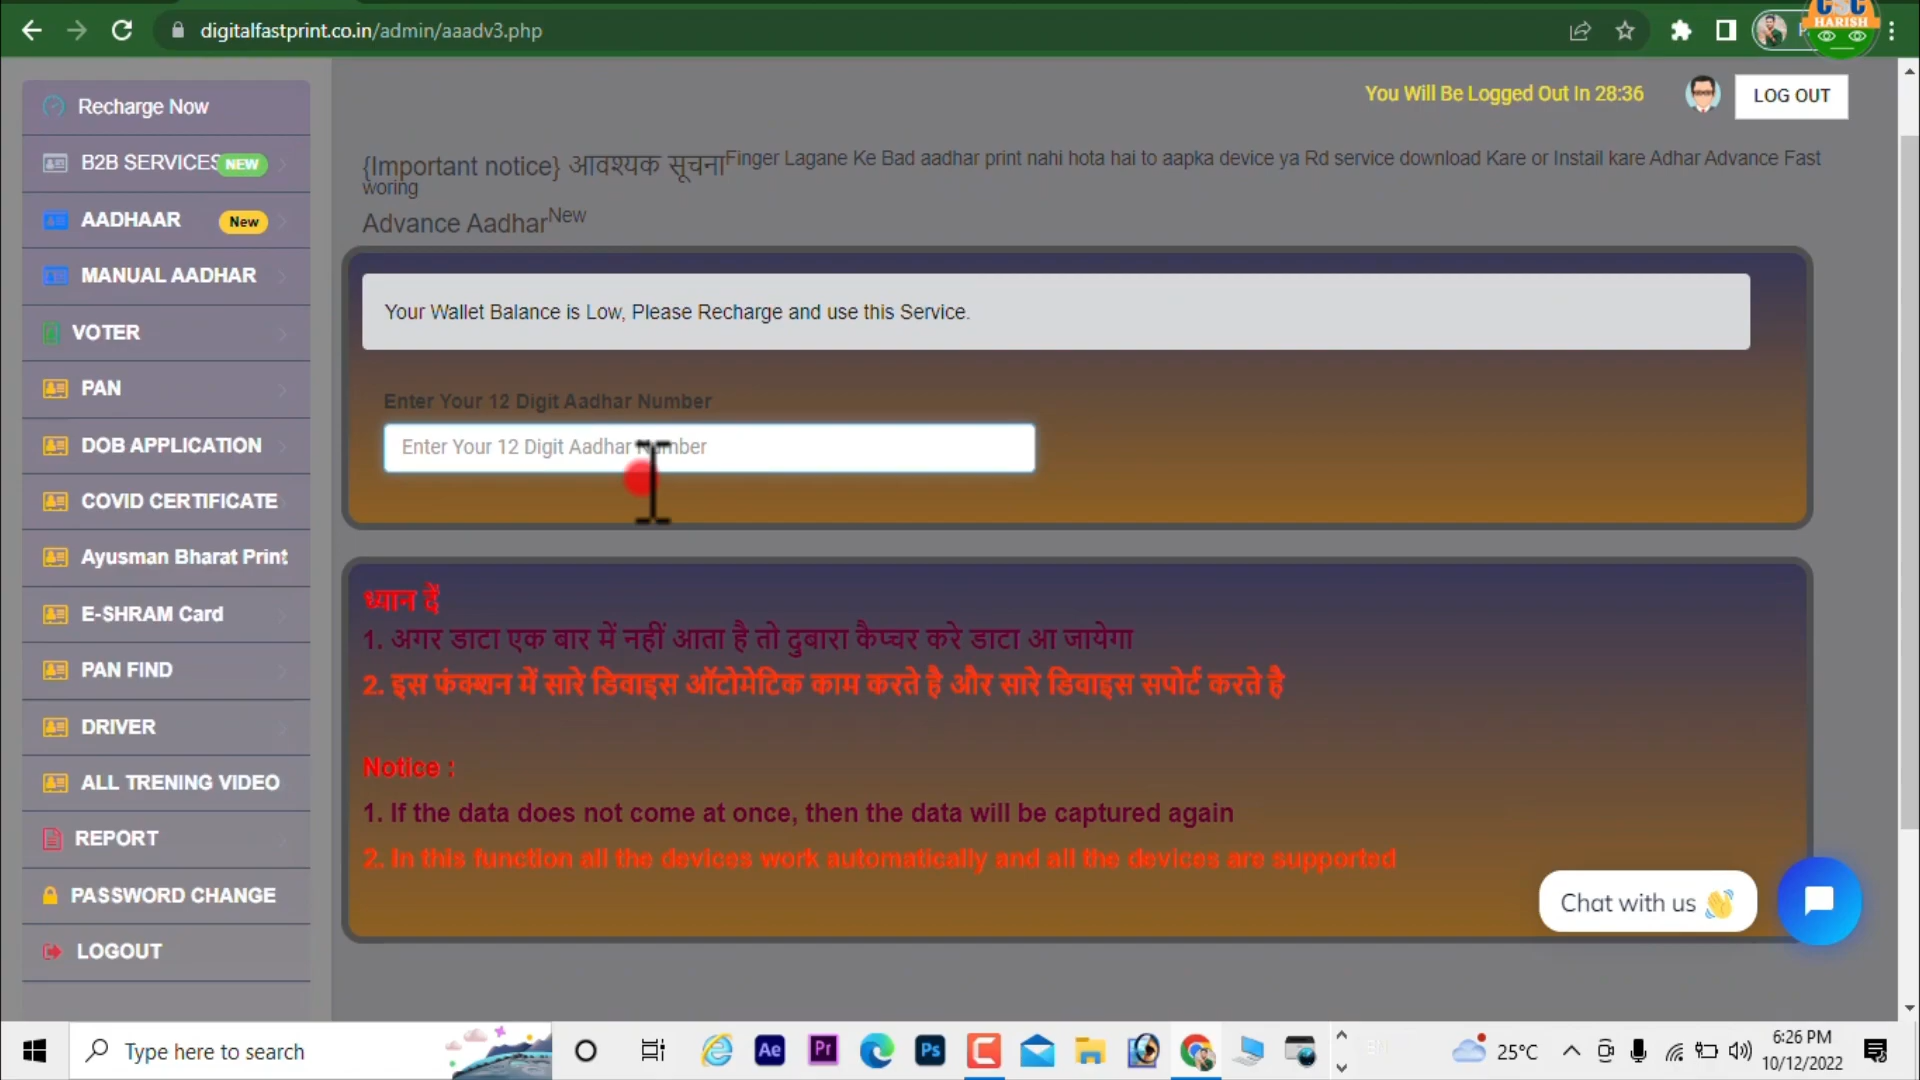 digitalfastprint.co.in/admin/aaadv3.php
CSC
HARISH
Recharge Now
You Will Be Logged Out In 28:36
LOG OUT
B2B SERVICES NEW
{Important notice} आवश्यक सूचना Finger Lagane Ke Bad aadhar print nahi hota hai to aapka device ya Rd service download Kare or Instail kare Adhar Advance Fast
woring
AADHAAR New
Advance Aadhar New
MANUAL AADHAR
Your Wallet Balance is Low, Please Recharge and use this Service.
VOTER
PAN
Enter Your 12 Digit Aadhar Number
DOB APPLICATION
Enter Your 12 Digit Aadhar Number
COVID CERTIFICATE
Ayusman Bharat Print
ध्यान दें
E-SHRAM Card
1. अगर डाटा एक बार में नहीं आता है तो दुबारा कैप्चर करे डाटा आ जायेगा
PAN FIND
2. इस फंक्शन में सारे डिवाइस ऑटोमेटिक काम करते है और सारे डिवाइस सपोर्ट करते है
DRIVER
Notice :
ALL TRENING VIDEO
1. If the data does not come at once, then the data will be captured again
REPORT
2. In this function all the devices work automatically and all the devices are supported
PASSWORD CHANGE
Chat with us
LOGOUT
Type here to search
Ae
Pr
Ps
25°C
6:26 PM
10/12/2022